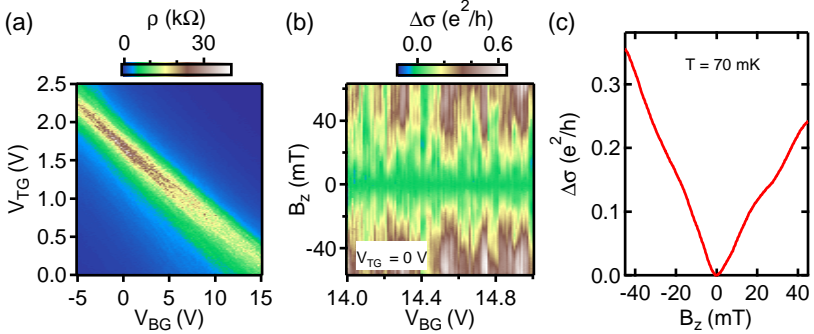 (a)
ρ (kΩ)
0 30
2.5
2.0
1.5
1.0
0.5
0.0
V_TG (V)
-5 0 5 10 15
V_BG (V)
(b)
Δσ (e²/h)
0.0 0.6
40
0
-40
B_z (mT)
V_TG = 0 V
14.0 14.4 14.8
V_BG (V)
(c)
T = 70 mK
0.3
0.2
0.1
0.0
Δσ (e²/h)
-40 -20 0 20 40
B_z (mT)